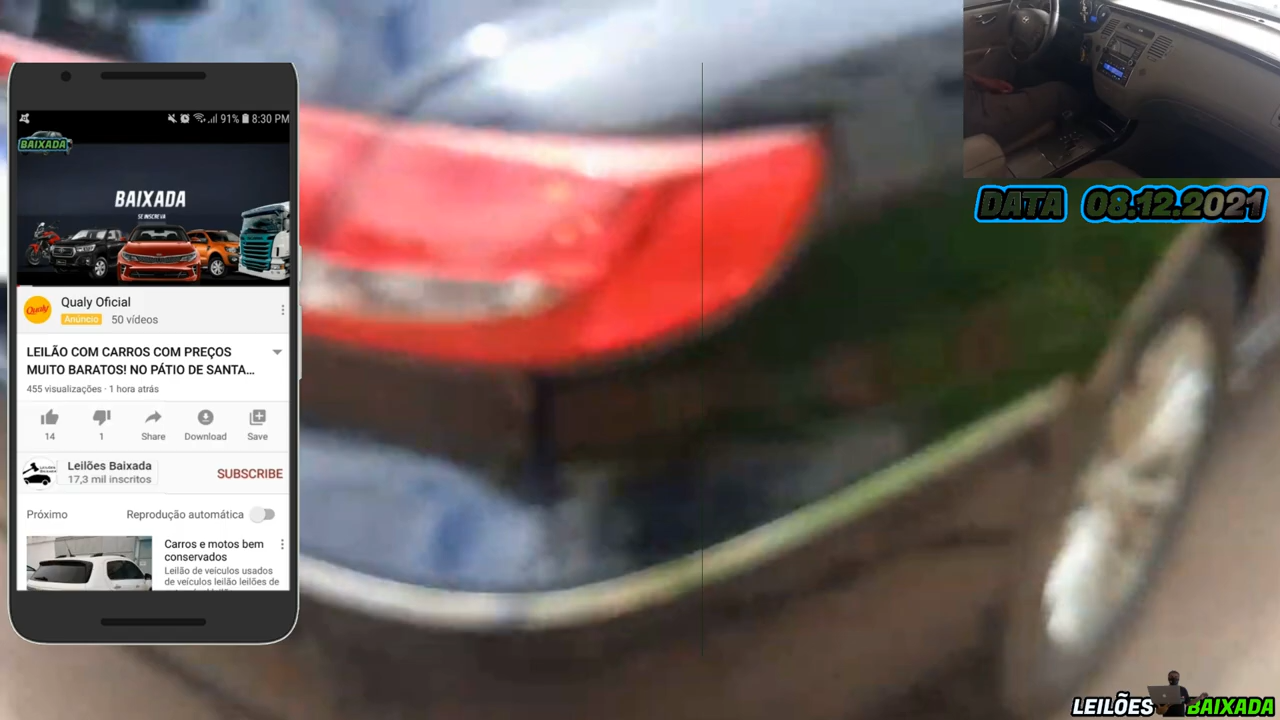 91% 8:30 PM
BAIXADA
BAIXADA
SE INSCREVA
Qualy
Qualy Oficial
Anúncio 50 vídeos
LEILÃO COM CARROS COM PREÇOS
MUITO BARATOS! NO PÁTIO DE SANTA...
455 visualizações · 1 hora atrás
14 1 Share Download Save
Leilões Baixada
17,3 mil inscritos
SUBSCRIBE
Próximo Reprodução automática
Carros e motos bem
conservados
Leilão de veículos usados
de veículos leilão leilões de
DATA 08.12.2021
LEILÕES BAIXADA